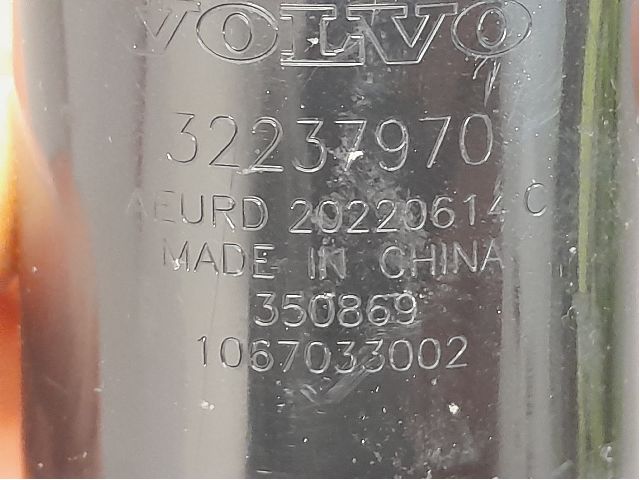 VOLVO
32237970
AEURD 20220614 C
MADE IN CHINA
350869
1067033002